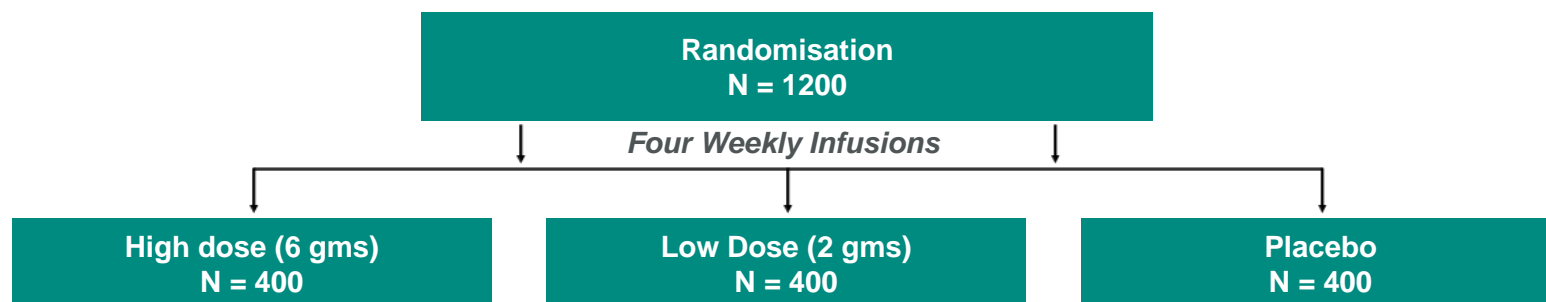 Randomisation
N = 1200
Four Weekly Infusions
High dose (6 gms)
N = 400
Low Dose (2 gms)
N = 400
Placebo
N = 400